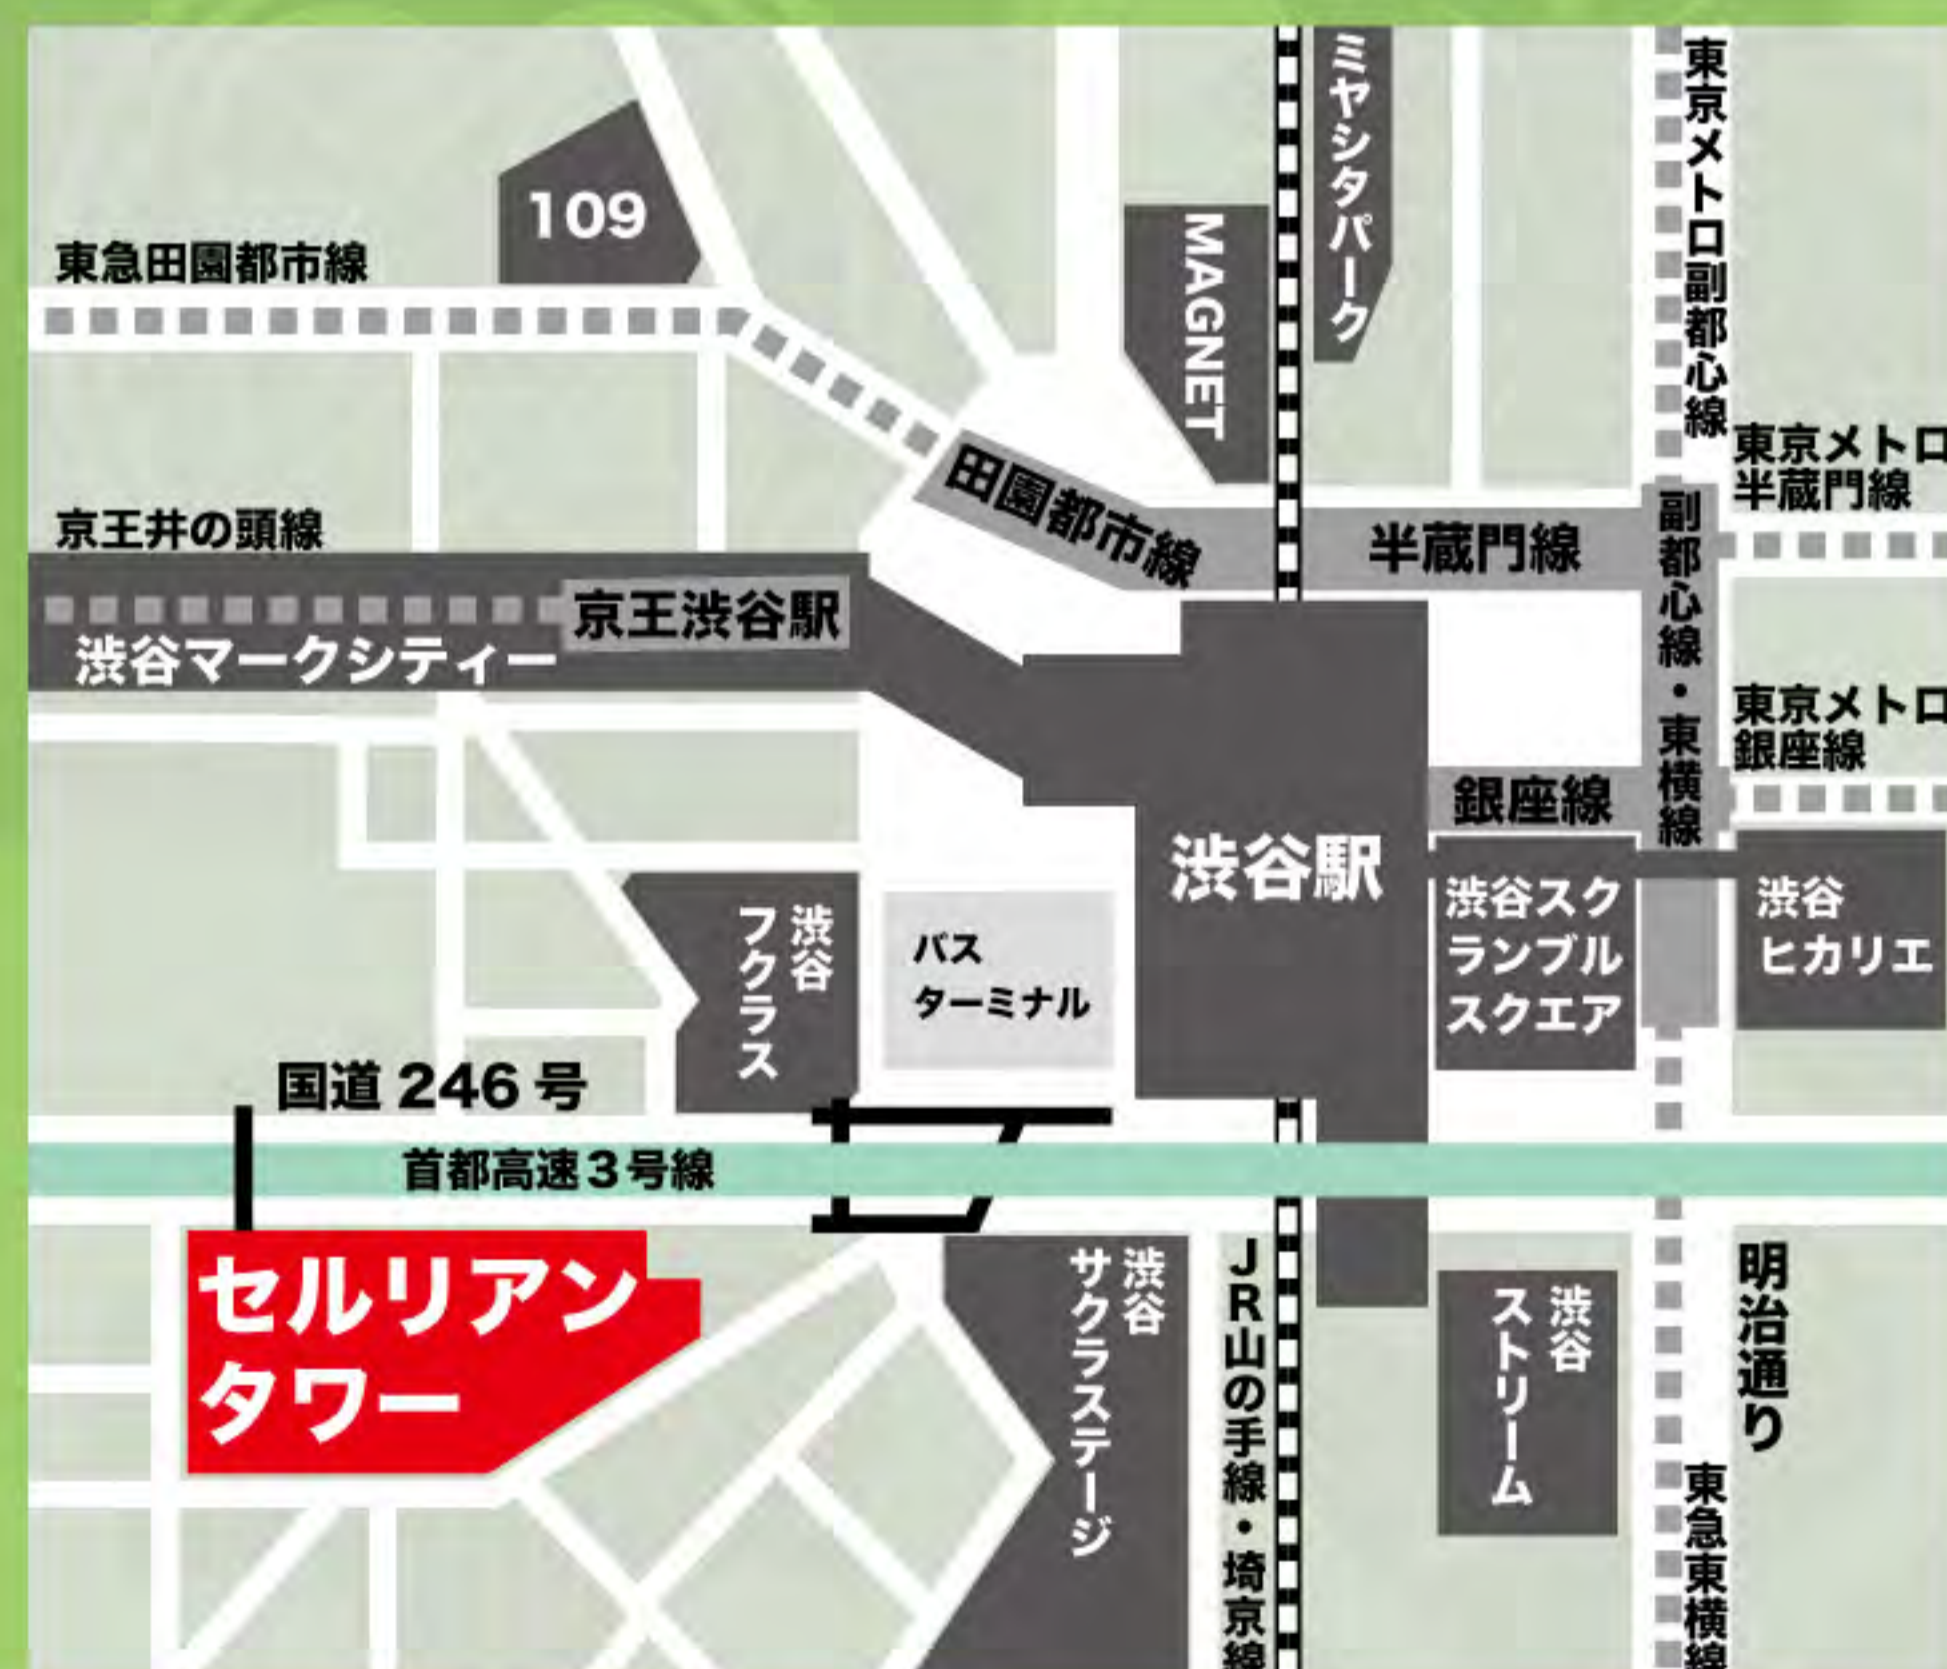 109
MAGNET
ミヤシタパーク
東京メトロ副都心線
東急田園都市線
田園都市線
半蔵門線
東京メトロ
半蔵門線
京王井の頭線
京王渋谷駅
渋谷マークシティー
副都心線・東横線
東京メトロ
銀座線
銀座線
渋谷駅
渋谷スク
ランブル
スクエア
渋谷
ヒカリエ
渋谷
フクラス
バス
ターミナル
国道 246 号
首都高速3号線
セルリアン
タワー
渋谷
サクラステージ
JR山の手線・埼京線
渋谷
ストリーム
明治通り
東急東横線